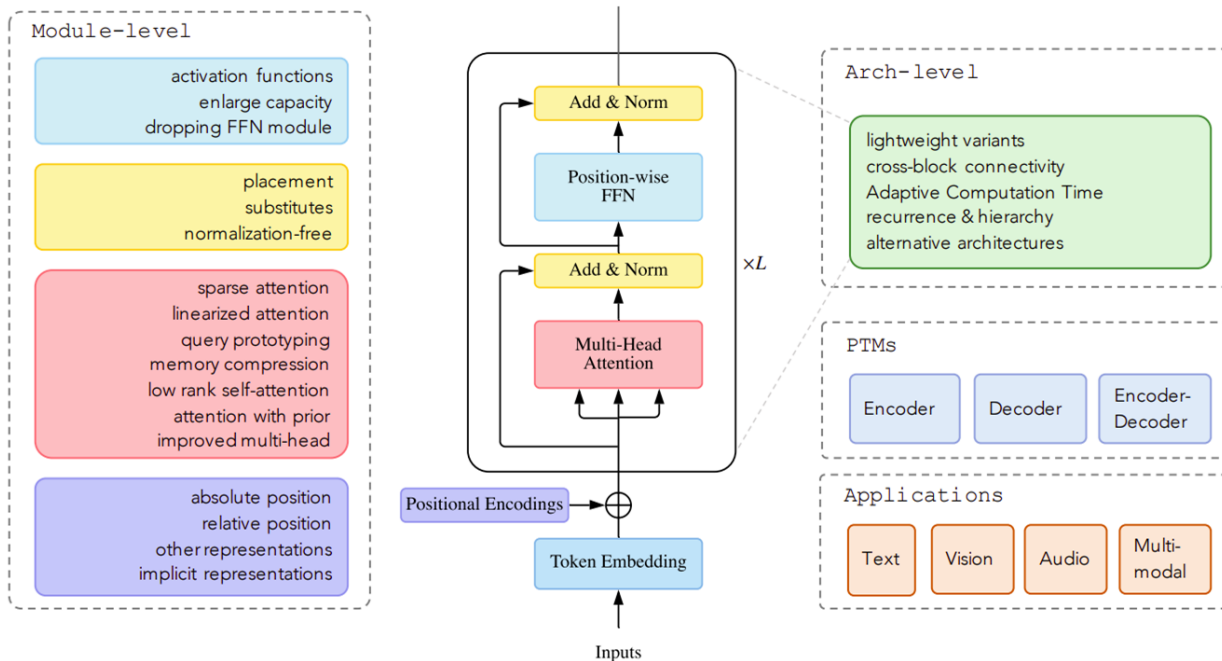 Module-level
activation functions
enlarge capacity
dropping FFN module
placement
substitutes
normalization-free
sparse attention
linearized attention
query prototyping
memory compression
low rank self-attention
attention with prior
improved multi-head
absolute position
relative position
other representations
implicit representations
Add & Norm
Position-wise
FFN
Add & Norm
Multi-Head
Attention
×L
Positional Encodings
Token Embedding
Inputs
Arch-level
lightweight variants
cross-block connectivity
Adaptive Computation Time
recurrence & hierarchy
alternative architectures
PTMs
Encoder
Decoder
Encoder-
Decoder
Applications
Text
Vision
Audio
Multi-
modal